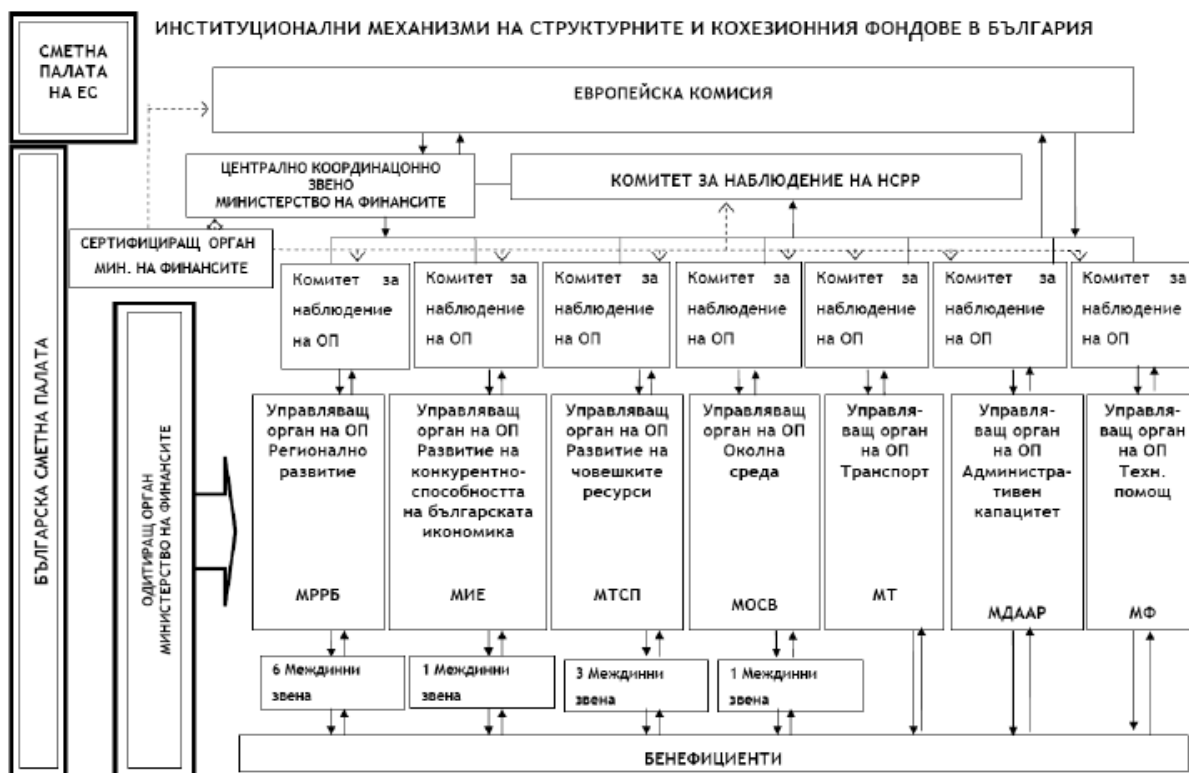 ИНСТИТУЦИОНАЛНИ МЕХАНИЗМИ НА СТРУКТУРНИТЕ И КОХЕЗИОННИЯ ФОНДОВЕ В БЪЛГАРИЯ
СМЕТНА
ПАЛАТА
НА ЕС
ЕВРОПЕЙСКА КОМИСИЯ
ЦЕНТРАЛНО КООРДИНАЦОННО
ЗВЕНО
МИНИСТЕРСТВО НА ФИНАНСИТЕ
КОМИТЕТ ЗА НАБЛЮДЕНИЕ НА НСРР
СЕРТИФИЦИРАЩ ОРГАН
МИН. НА ФИНАНСИТЕ
БЪЛГАРСКА СМЕТНА ПАЛАТА
ОДИТИРАЩ ОРГАН
МИНИСТЕРСТВО НА ФИНАНСИТЕ
Комитет за
наблюдение
на ОП
Комитет за
наблюдение
на ОП
Комитет за
наблюдение
на ОП
Комитет за
наблюдение
на ОП
Комитет за
наблюдение
на ОП
Комитет за
наблюдение
на ОП
Комитет за
наблюдение
на ОП
Управляващ
орган на ОП
Регионално
развитие
МРРБ
Управляващ
орган на ОП
Развитие на
конкурентно-
способността
на българската
икономика
МИЕ
Управляващ
орган на ОП
Развитие на
човешките
ресурси
МТСП
Управляващ
орган на ОП
Околна
среда
МОСВ
Управля-
ващ орган
на ОП
Транспорт
МТ
Управля-
ващ орган
на ОП
Администра-
тивен
капацитет
МДААР
Управля-
ващ орган
на ОП
Техн.
помощ
МФ
6 Междинни
звена
1 Междинни
звена
3 Междинни
звена
1 Междинни
звена
БЕНЕФИЦИЕНТИ